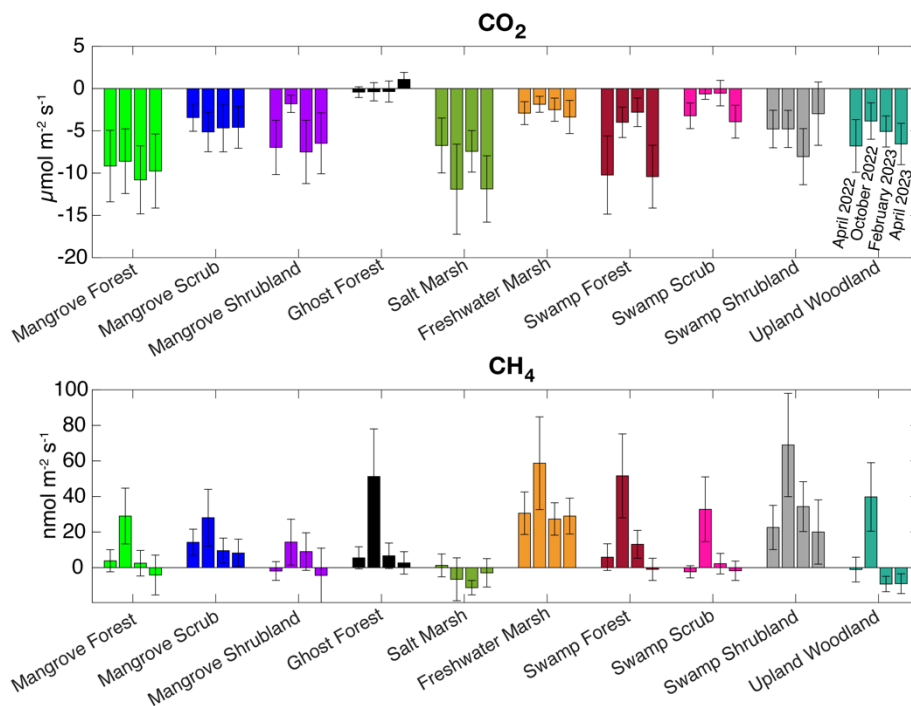 CO2
5
0
-5
-10
-15
-20
µmol m-2 s-1
April 2022
October 2022
February 2023
April 2023
Mangrove Forest
Mangrove Scrub
Mangrove Shrubland
Ghost Forest
Salt Marsh
Freshwater Marsh
Swamp Forest
Swamp Scrub
Swamp Shrubland
Upland Woodland
CH4
100
80
60
40
20
0
nmol m-2 s-1
Mangrove Forest
Mangrove Scrub
Mangrove Shrubland
Ghost Forest
Salt Marsh
Freshwater Marsh
Swamp Forest
Swamp Scrub
Swamp Shrubland
Upland Woodland